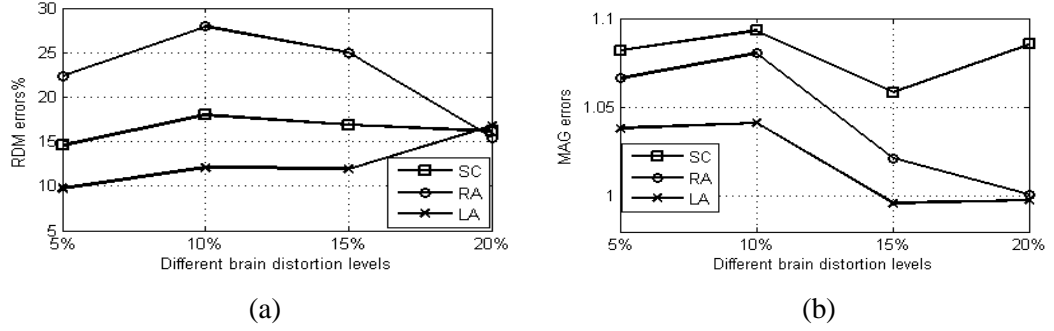 30
25
20
15
10
5
RDM errors%
5%
10%
15%
20%
Different brain distortion levels
SC
RA
LA
(a)
1.1
1.05
1
MAG errors
5%
10%
15%
20%
Different brain distortion levels
SC
RA
LA
(b)